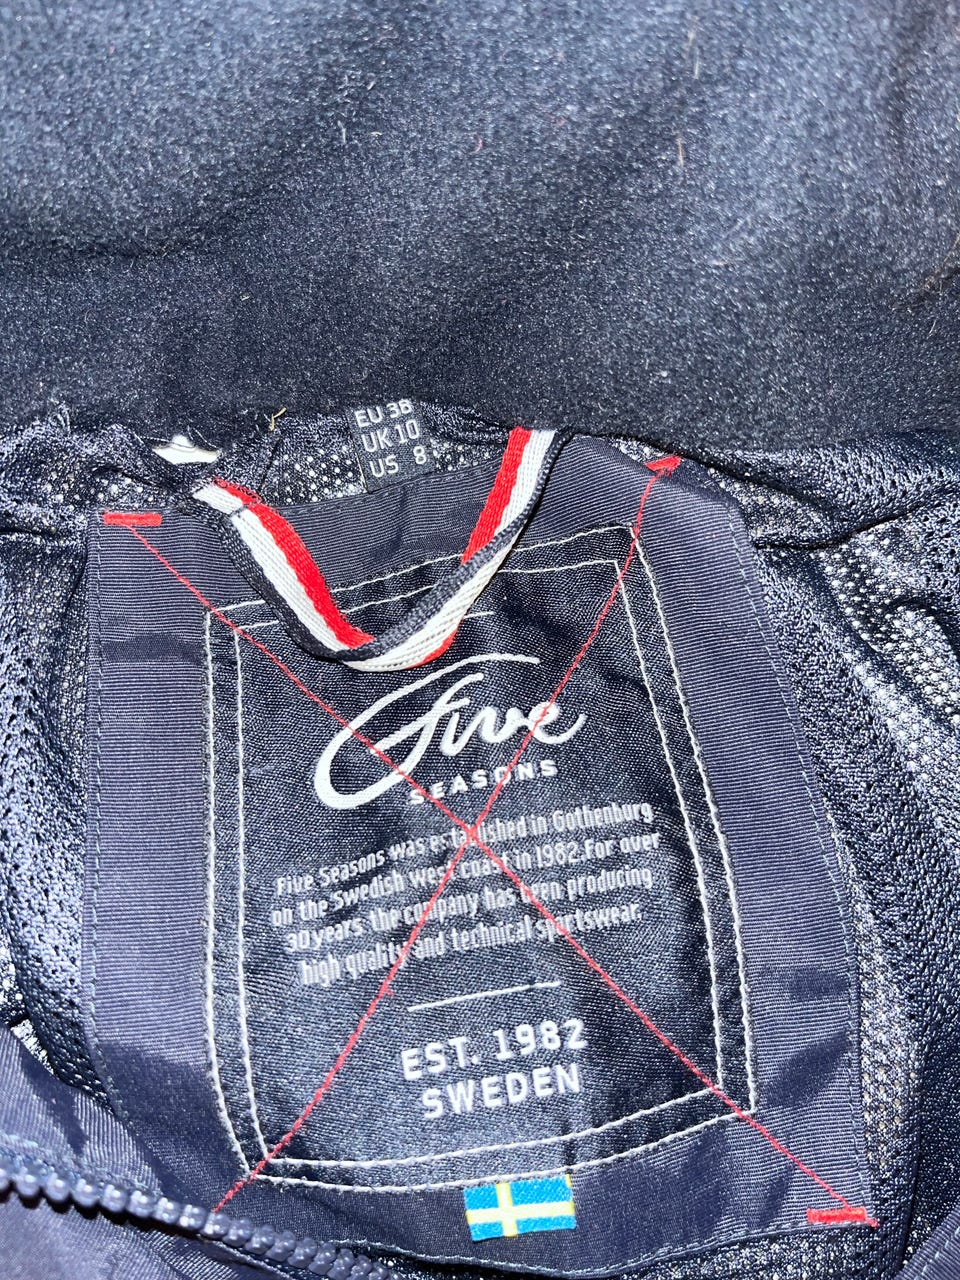 EU 38
UK 10
US 8
Five
SEASONS
Five Seasons was established in Gothenburg
on the Swedish west coast in 1982.For over
30 years the company has been producing
high quality and technical sportswear.
EST. 1982
SWEDEN